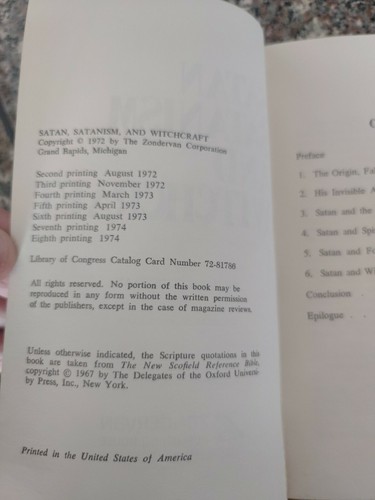 SATAN, SATANISM, AND WITCHCRAFT
Copyright © 1972 by The Zondervan Corporation
Grand Rapids, Michigan
Second printing August 1972
Third printing November 1972
Fourth printing March 1973
Fifth printing April 1973
Sixth printing August 1973
Seventh printing 1974
Eighth printing 1974
Library of Congress Catalog Card Number 72-81786
All rights reserved. No portion of this book may be
reproduced in any form without the written permission
of the publishers, except in the case of magazine reviews.
Unless otherwise indicated, the Scripture quotations in this
book are taken from The New Scofield Reference Bible,
copyright © 1967 by The Delegates of the Oxford Universi-
by Press, Inc., New York.
Printed in the United States of America
Preface
1. The Origin,
2. His Invisible
3. Satan and the
4. Satan and
5. Satan and
6. Satan and
Conclusion .
Epilogue . .